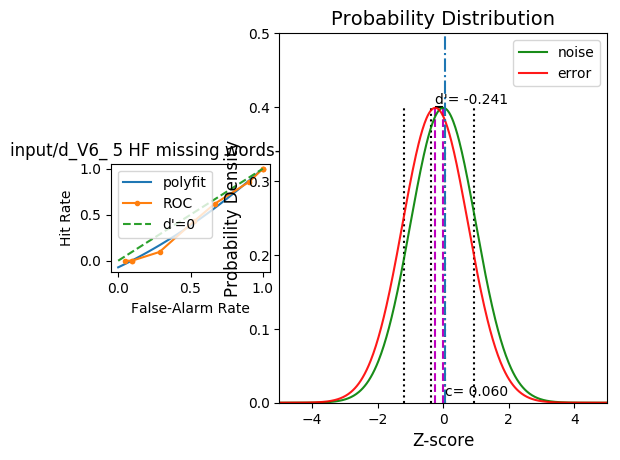 Probability Distribution
input/d_V6_ 5 HF missing words
Hit Rate
1.0
0.5
0.0
polyfit
ROC
d'=0
0.0 0.5 1.0
False-Alarm Rate
Probability Density
0.5
0.4
0.3
0.2
0.1
0.0
noise
error
d'= -0.241
c= 0.060
−4 −2 0 2 4
Z-score